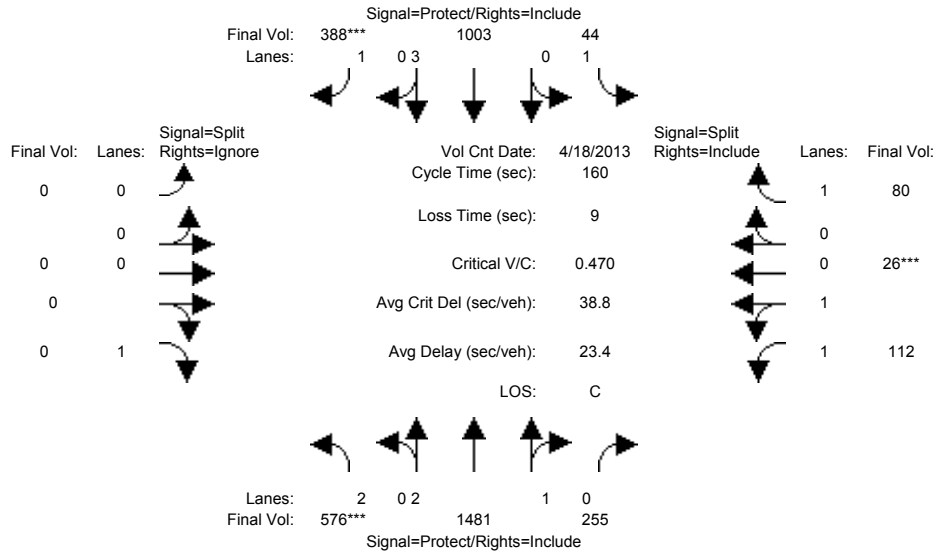 Signal=Protect/Rights=Include
Final Vol: 388*** 1003 44
Lanes: 1 0 3 0 1
Signal=Split Signal=Split
Final Vol: Lanes: Rights=Ignore Vol Cnt Date: 4/18/2013 Rights=Include Lanes: Final Vol:
Cycle Time (sec): 160
0 0 1 80
Loss Time (sec): 9
0 0
0 0 Critical V/C: 0.470 0 26***
0 Avg Crit Del (sec/veh): 38.8 1
0 1 Avg Delay (sec/veh): 23.4 1 112
LOS: C
Lanes: 2 0 2 1 0
Final Vol: 576*** 1481 255
Signal=Protect/Rights=Include